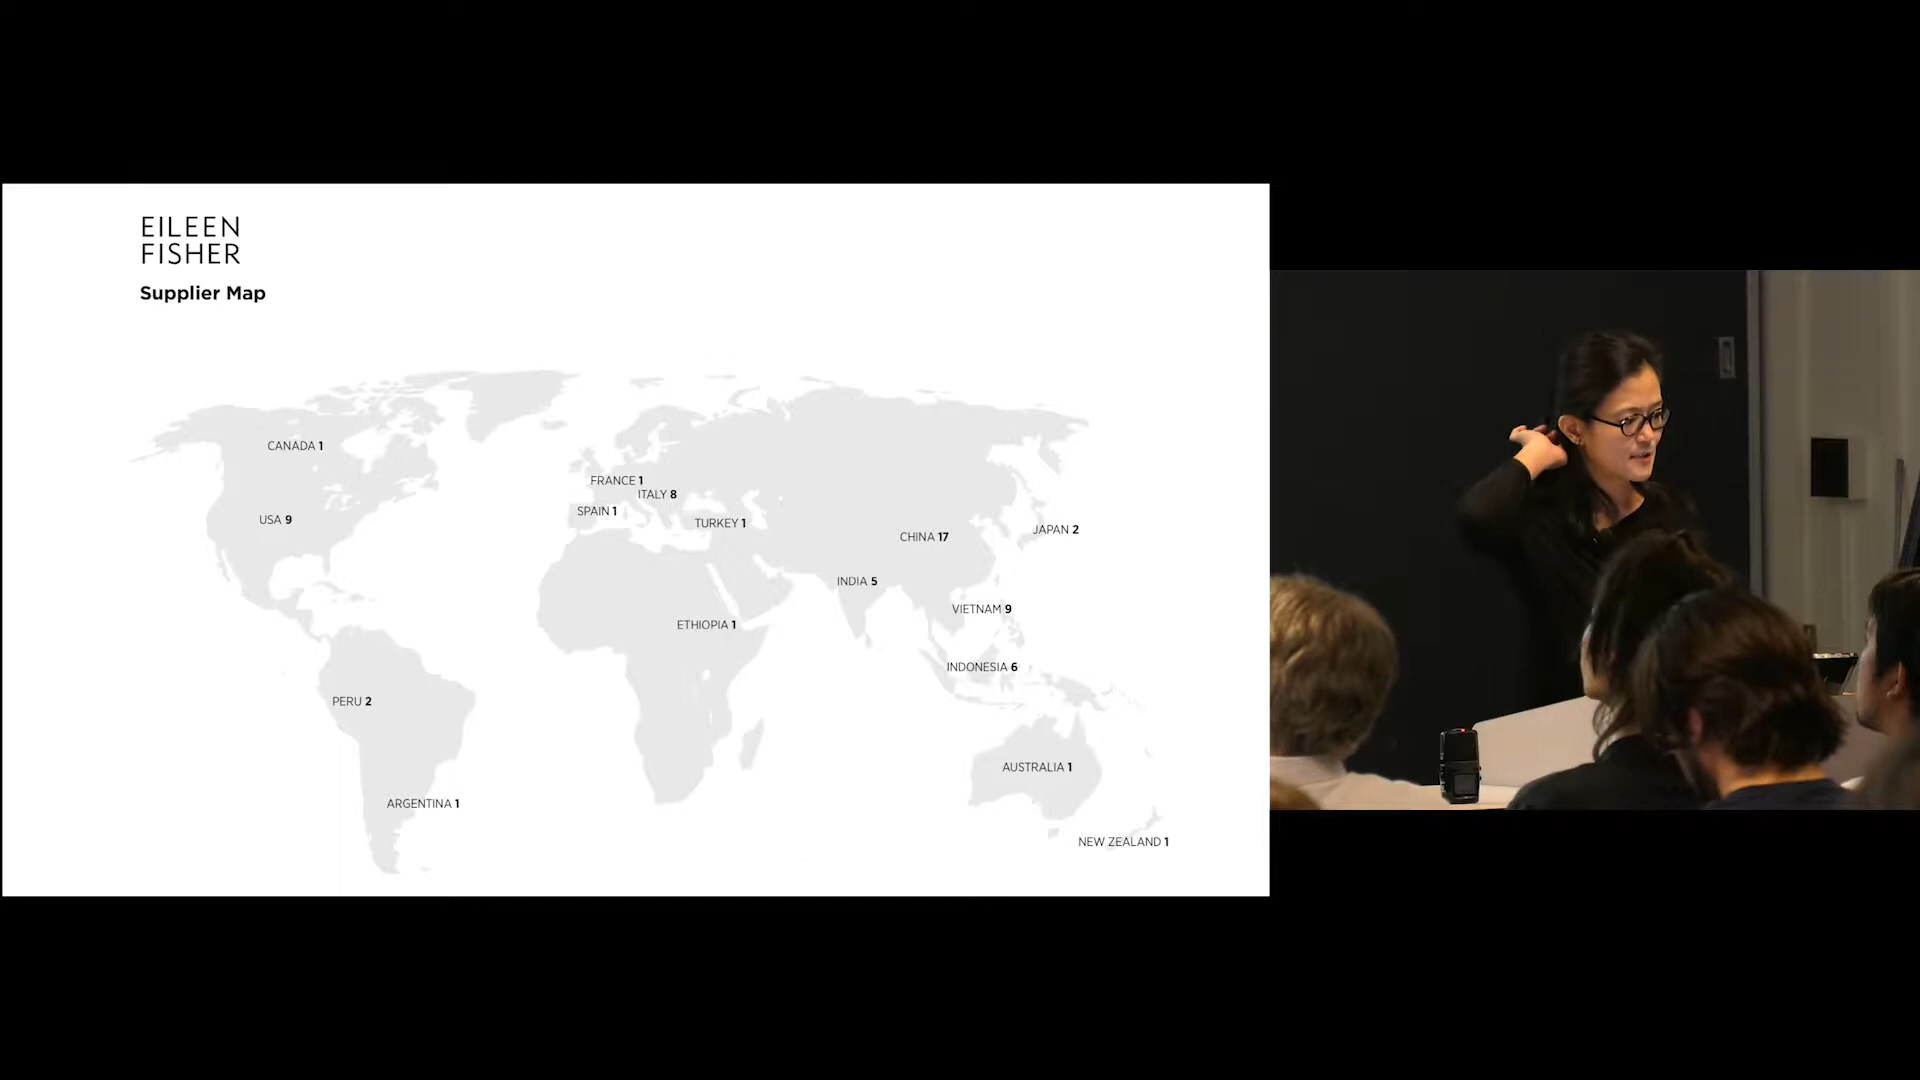 EILEEN
FISHER
Supplier Map
CANADA 1
FRANCE 1
ITALY 8
SPAIN 1
USA 9
TURKEY 1
JAPAN 2
CHINA 17
INDIA 5
VIETNAM 9
ETHIOPIA 1
INDONESIA 6
PERU 2
AUSTRALIA 1
ARGENTINA 1
NEW ZEALAND 1